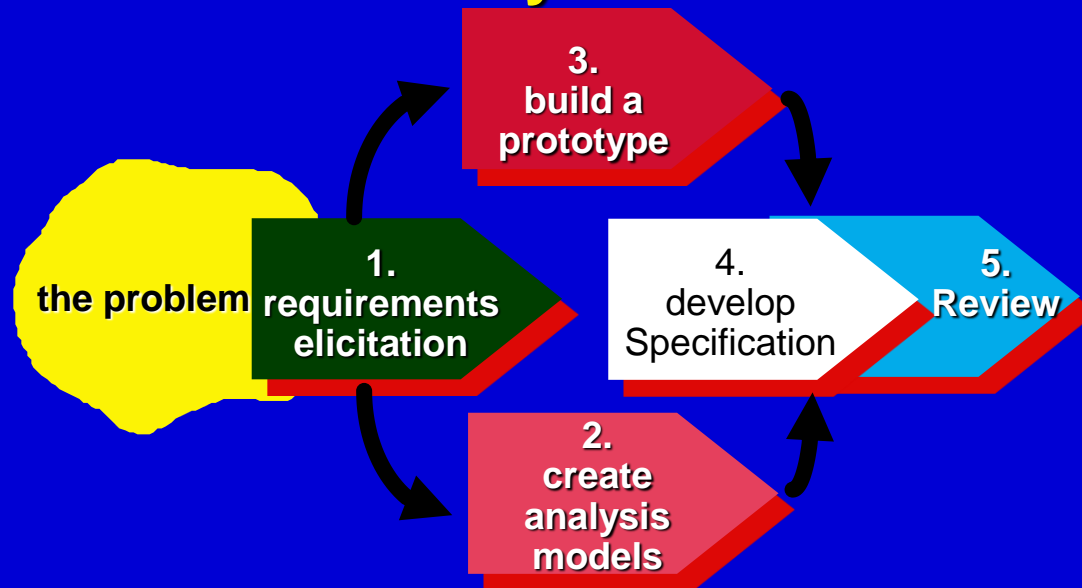 3.
build a
prototype
the problem
1.
requirements
elicitation
4.
develop
Specification
5.
Review
2.
create
analysis
models